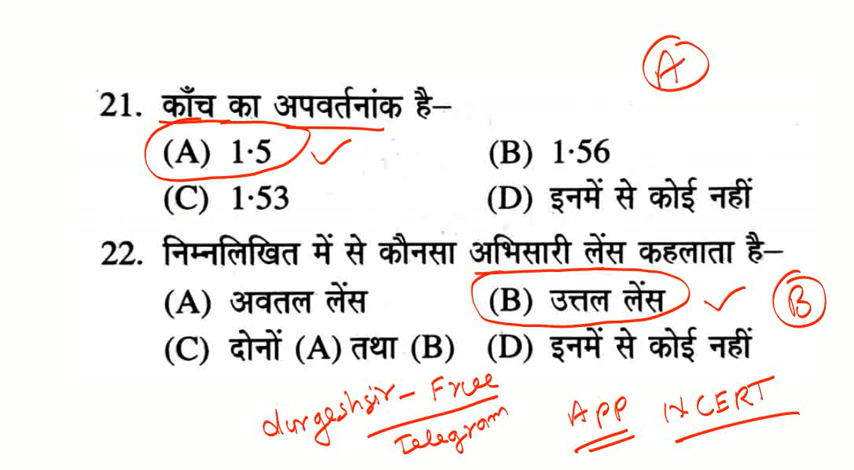 A
21. काँच का अपवर्तनांक है–
(A) 1·5 (B) 1·56
(C) 1·53 (D) इनमें से कोई नहीं
22. निम्नलिखित में से कौनसा अभिसारी लेंस कहलाता है–
(A) अवतल लेंस (B) उत्तल लेंस
B
(C) दोनों (A) तथा (B) (D) इनमें से कोई नहीं
durgeshsir – Free
Telegram
APP NCERT